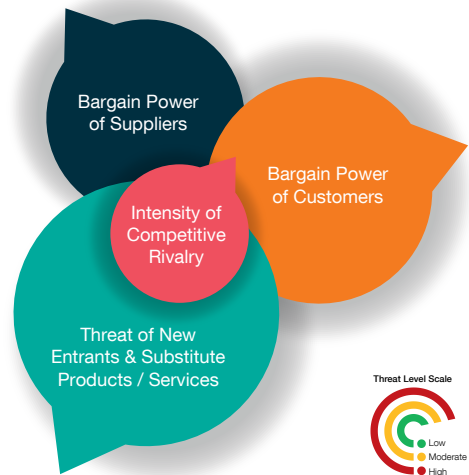 Bargain Power
of Suppliers
Bargain Power
of Customers
Intensity of
Competitive
Rivalry
Threat of New
Entrants & Substitute
Products / Services
Threat Level Scale
Low
Moderate
High